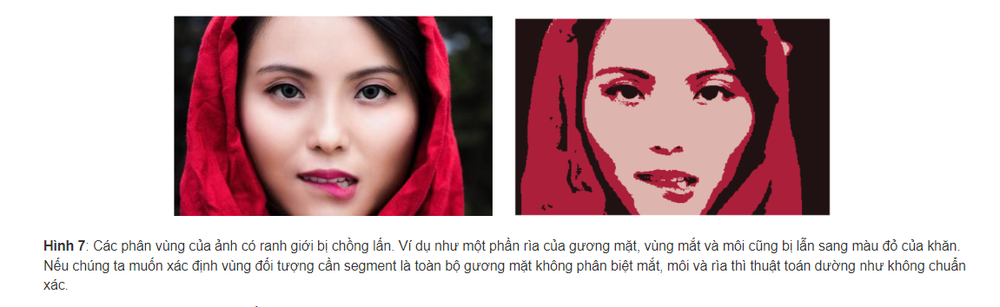 Hình 7: Các phân vùng của ảnh có ranh giới bị chồng lấn. Ví dụ như một phần rìa của gương mặt, vùng mắt và môi cũng bị lẫn sang màu đỏ của khăn.
Nếu chúng ta muốn xác định vùng đối tượng cần segment là toàn bộ gương mặt không phân biệt mắt, môi và rìa thì thuật toán dường như không chuẩn
xác.